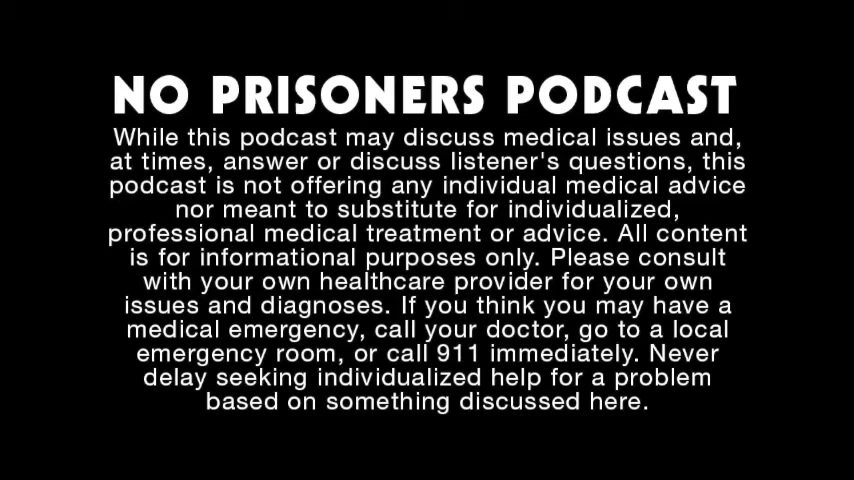 NO PRISONERS PODCAST
While this podcast may discuss medical issues and,
at times, answer or discuss listener's questions, this
podcast is not offering any individual medical advice
nor meant to substitute for individualized,
professional medical treatment or advice. All content
is for informational purposes only. Please consult
with your own healthcare provider for your own
issues and diagnoses. If you think you may have a
medical emergency, call your doctor, go to a local
emergency room, or call 911 immediately. Never
delay seeking individualized help for a problem
based on something discussed here.